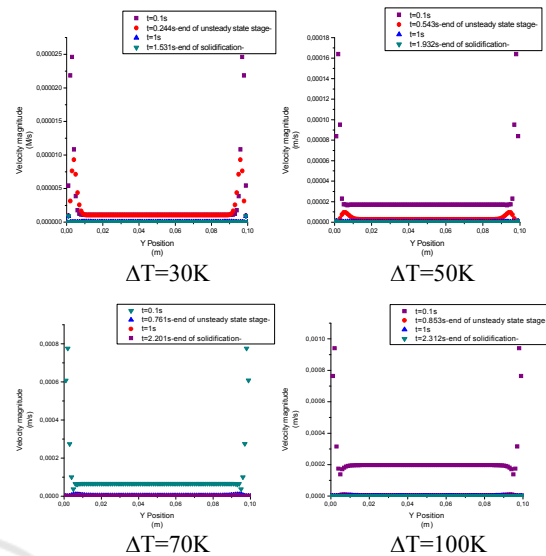 t=0.1s
t=0.244s-end of unsteady state stage-
t=1s
t=1.531s-end of solidification-
0,000025
0,000020
0,000015
0,000010
0,000005
0,000000
Velocity magnitude
(M/s)
0,00 0,02 0,04 0,06 0,08 0,10
Y Position
(m)
ΔT=30K
t=0.1s
t=0.543s-end of unsteady state stage-
t=1s
t=1.932s-end of solidification-
0,00018
0,00016
0,00014
0,00012
0,00010
0,00008
0,00006
0,00004
0,00002
0,00000
Velocity magnitude
(m/s)
0,00 0,02 0,04 0,06 0,08 0,10
Y Position
(m)
ΔT=50K
t=0.1s
t=0.761s-end of unsteady state stage-
t=1s
t=2.201s-end of solidification-
0,0008
0,0006
0,0004
0,0002
0,0000
Velocity magnitude
(m/s)
0,00 0,02 0,04 0,06 0,08 0,10
Y Position
(m)
ΔT=70K
t=0.1s
t=0.853s-end of unsteady state stage-
t=1s
t=2.312s-end of solidification-
0,0010
0,0008
0,0006
0,0004
0,0002
0,0000
Velocity magnitude
(m/s)
0,00 0,02 0,04 0,06 0,08 0,10
Y Position
(m)
ΔT=100K